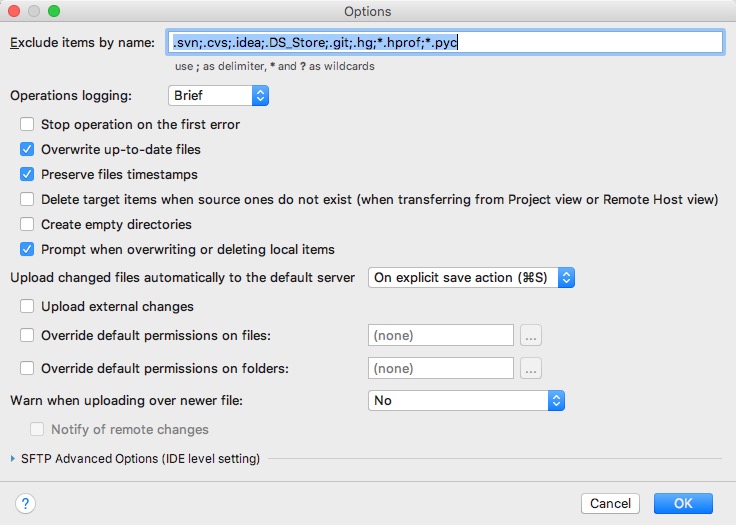 Options
Exclude items by name: .svn;.cvs;.idea;.DS_Store;.git;.hg;*.hprof;*.pyc
use ; as delimiter, * and ? as wildcards
Operations logging: Brief
Stop operation on the first error
Overwrite up-to-date files
Preserve files timestamps
Delete target items when source ones do not exist (when transferring from Project view or Remote Host view)
Create empty directories
Prompt when overwriting or deleting local items
Upload changed files automatically to the default server On explicit save action (⌘S)
Upload external changes
Override default permissions on files: (none) ...
Override default permissions on folders: (none) ...
Warn when uploading over newer file: No
Notify of remote changes
SFTP Advanced Options (IDE level setting)
? Cancel OK